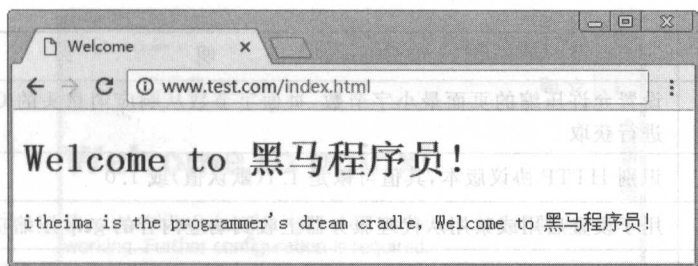 Welcome
www.test.com/index.html
Welcome to 黑马程序员!
itheima is the programmer's dream cradle, Welcome to 黑马程序员!